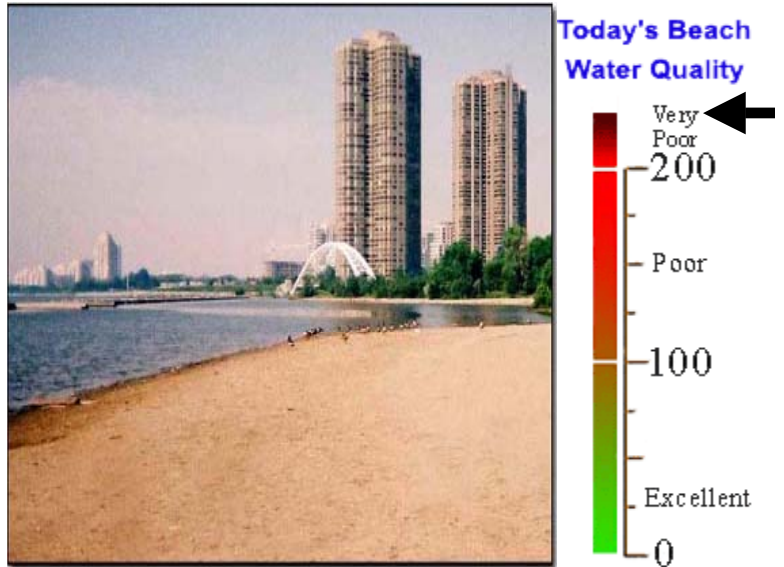 Today's Beach
Water Quality
Very
Poor
200
Poor
100
Excellent
0